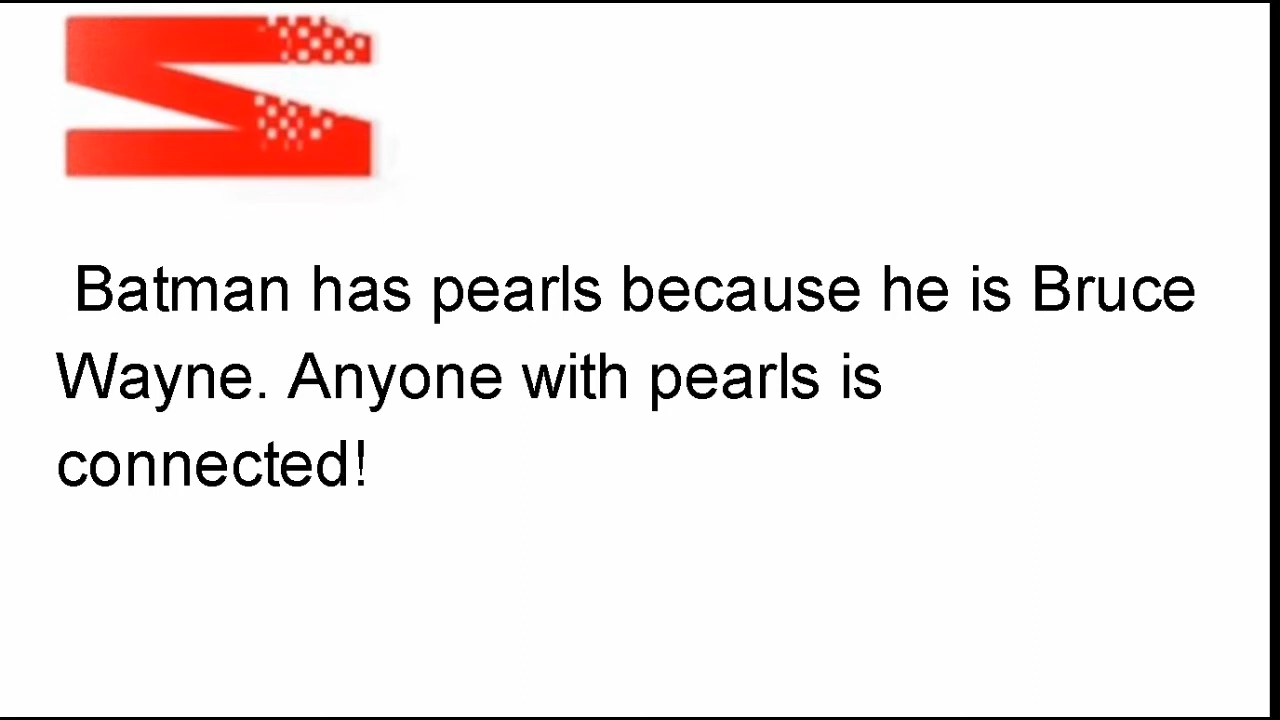 Batman has pearls because he is Bruce
Wayne. Anyone with pearls is
connected!